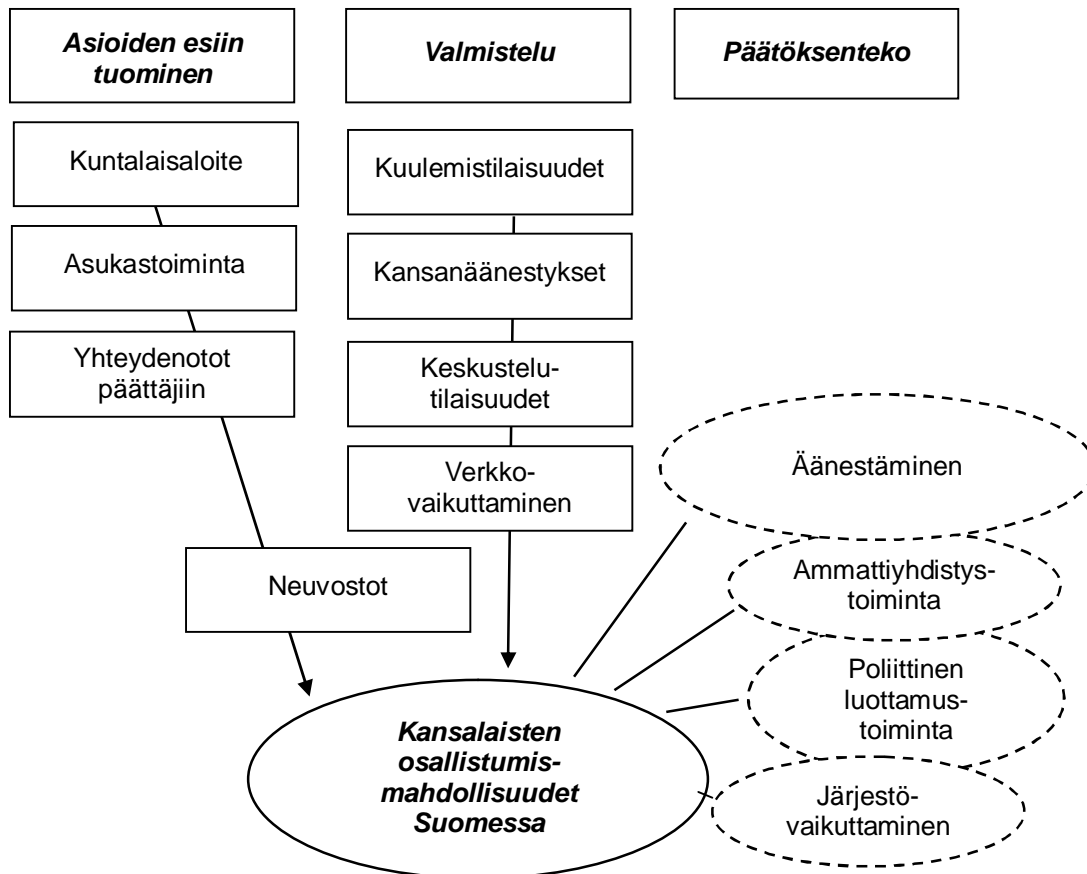 Asioiden esiin
tuominen
Valmistelu
Päätöksenteko
Kuntalaisaloite
Asukastoiminta
Yhteydenotot
päättäjiin
Neuvostot
Kuulemistilaisuudet
Kansanäänestykset
Keskustelu-
tilaisuudet
Verkko-
vaikuttaminen
Äänestäminen
Ammattiyhdistys-
toiminta
Poliittinen
luottamus-
toiminta
Järjestö-
vaikuttaminen
Kansalaisten
osallistumis-
mahdollisuudet
Suomessa